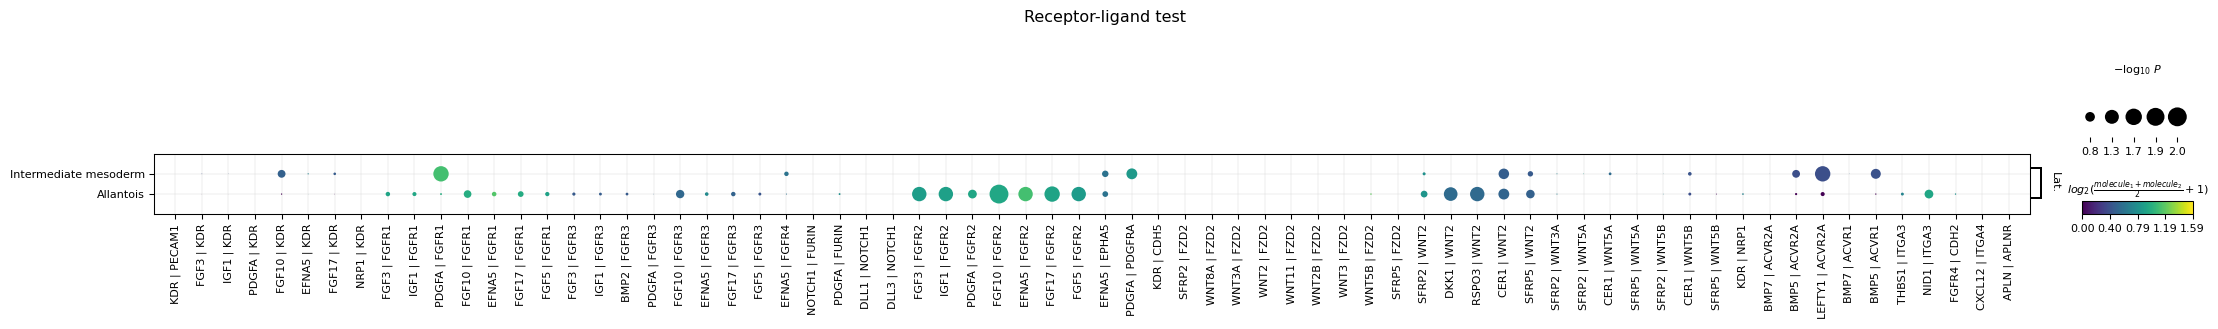 Receptor-ligand test
−log10 P
0.8 1.3 1.7 1.9 2.0
Intermediate mesoderm
Allantois
Lat.
log2(molecule1+molecule2/2 + 1)
0.00 0.40 0.79 1.19 1.59
KDR | PECAM1
FGF3 | KDR
IGF1 | KDR
PDGFA | KDR
FGF10 | KDR
EFNA5 | KDR
FGF17 | KDR
NRP1 | KDR
FGF3 | FGFR1
IGF1 | FGFR1
PDGFA | FGFR1
FGF10 | FGFR1
EFNA5 | FGFR1
FGF17 | FGFR1
FGF5 | FGFR1
FGF3 | FGFR3
IGF1 | FGFR3
BMP2 | FGFR3
PDGFA | FGFR3
FGF10 | FGFR3
EFNA5 | FGFR3
FGF17 | FGFR3
FGF5 | FGFR3
EFNA5 | FGFR4
NOTCH1 | FURIN
PDGFA | FURIN
DLL1 | NOTCH1
DLL3 | NOTCH1
FGF3 | FGFR2
IGF1 | FGFR2
PDGFA | FGFR2
FGF10 | FGFR2
EFNA5 | FGFR2
FGF17 | FGFR2
FGF5 | FGFR2
EFNA5 | EPHA5
PDGFA | PDGFRA
KDR | CDH5
SFRP2 | FZD2
WNT8A | FZD2
WNT3A | FZD2
WNT2 | FZD2
WNT11 | FZD2
WNT2B | FZD2
WNT3 | FZD2
WNT5B | FZD2
SFRP5 | FZD2
SFRP2 | WNT2
DKK1 | WNT2
RSPO3 | WNT2
CER1 | WNT2
SFRP5 | WNT2
SFRP2 | WNT3A
SFRP2 | WNT5A
CER1 | WNT5A
SFRP5 | WNT5A
SFRP2 | WNT5B
CER1 | WNT5B
SFRP5 | WNT5B
KDR | NRP1
BMP7 | ACVR2A
BMP5 | ACVR2A
LEFTY1 | ACVR2A
BMP7 | ACVR1
BMP5 | ACVR1
THBS1 | ITGA3
NID1 | ITGA3
FGFR4 | CDH2
CXCL12 | ITGA4
APLN | APLNR